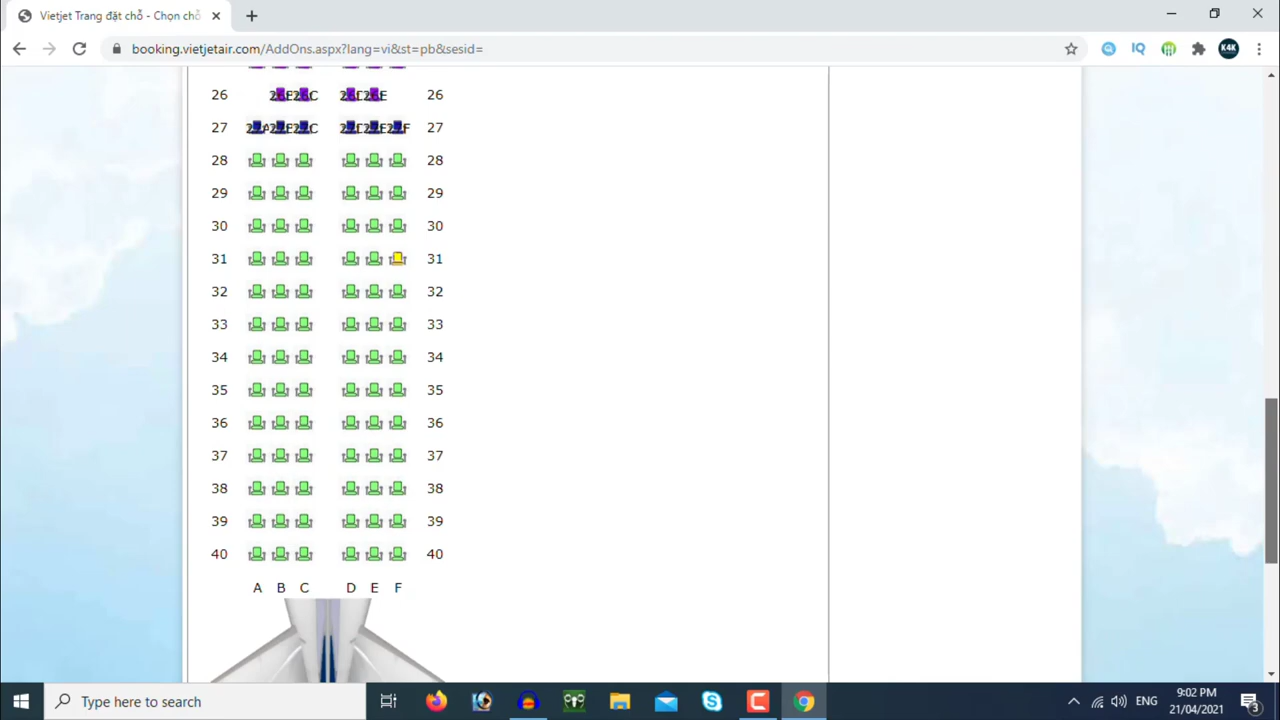 Vietjet Trang đặt chỗ - Chọn chỗ
booking.vietjetair.com/AddOns.aspx?lang=vi&st=pb&sesid=
IQ
K4K
26 26
27 27
28 28
29 29
30 30
31 31
32 32
33 33
34 34
35 35
36 36
37 37
38 38
39 39
40 40
A B C D E F
Type here to search
ENG
9:02 PM
21/04/2021
3